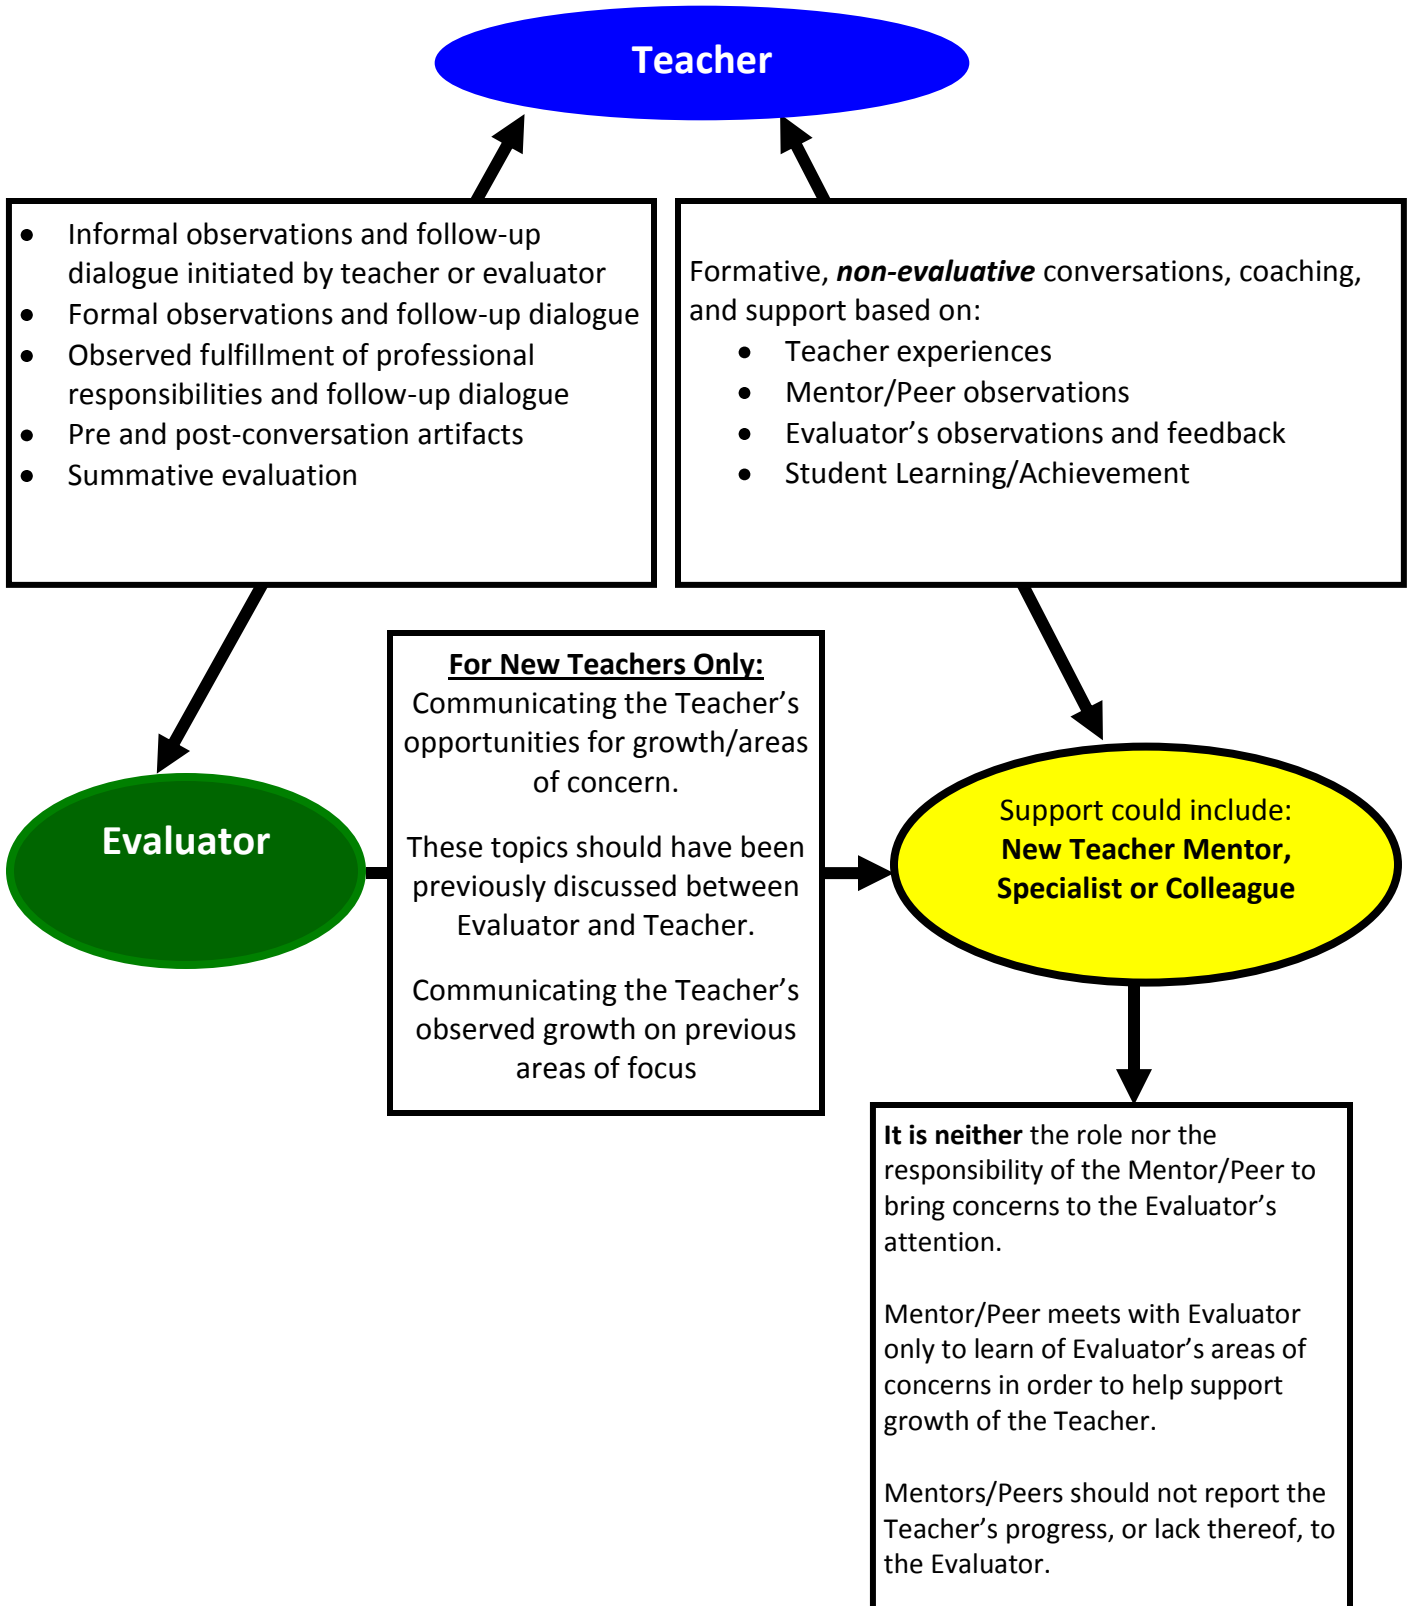 Teacher
• Informal observations and follow-up
dialogue initiated by teacher or evaluator
• Formal observations and follow-up dialogue
• Observed fulfillment of professional
responsibilities and follow-up dialogue
• Pre and post-conversation artifacts
• Summative evaluation
Formative, non-evaluative conversations, coaching,
and support based on:
• Teacher experiences
• Mentor/Peer observations
• Evaluator’s observations and feedback
• Student Learning/Achievement
Evaluator
For New Teachers Only:
Communicating the Teacher’s
opportunities for growth/areas
of concern.
These topics should have been
previously discussed between
Evaluator and Teacher.
Communicating the Teacher’s
observed growth on previous
areas of focus
Support could include:
New Teacher Mentor,
Specialist or Colleague
It is neither the role nor the
responsibility of the Mentor/Peer to
bring concerns to the Evaluator’s
attention.
Mentor/Peer meets with Evaluator
only to learn of Evaluator’s areas of
concerns in order to help support
growth of the Teacher.
Mentors/Peers should not report the
Teacher’s progress, or lack thereof, to
the Evaluator.